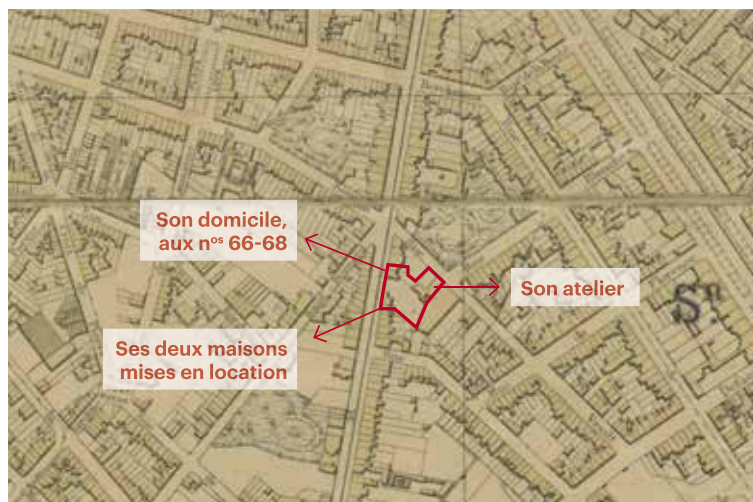 Son domicile,
aux nos 66-68
Son atelier
ST
Ses deux maisons
mises en location